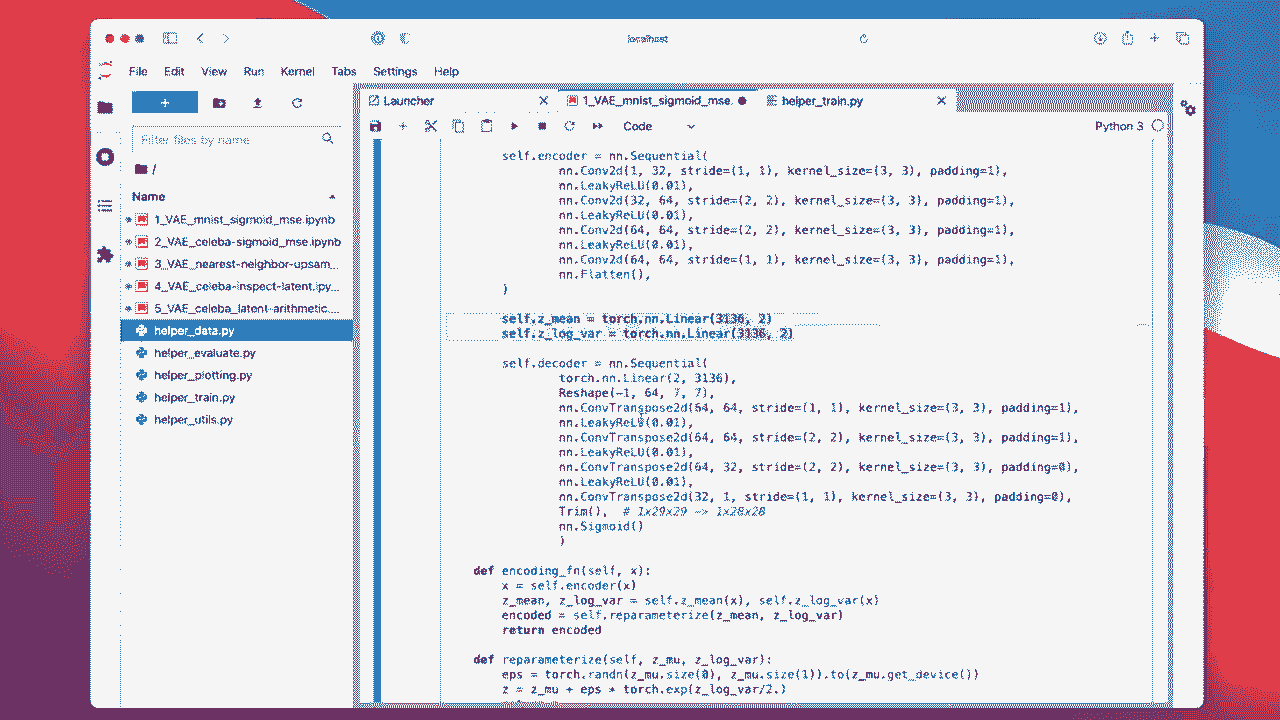 localhost
File Edit View Run Kernel Tabs Settings Help
Launcher
1_VAE_mnist_sigmoid_mse.
helper_train.py
Filter files by name
Code
Python 3
/
Name
1_VAE_mnist_sigmoid_mse.ipynb
2_VAE_celeba-sigmoid_mse.ipynb
3_VAE_nearest-neighbor-upsam...
4_VAE_celeba-inspect-latent.ipy...
5_VAE_celeba_latent-arithmetic....
helper_data.py
helper_evaluate.py
helper_plotting.py
helper_train.py
helper_utils.py
self.encoder = nn.Sequential(
nn.Conv2d(1, 32, stride=(1, 1), kernel_size=(3, 3), padding=1),
nn.LeakyReLU(0.01),
nn.Conv2d(32, 64, stride=(2, 2), kernel_size=(3, 3), padding=1),
nn.LeakyReLU(0.01),
nn.Conv2d(64, 64, stride=(2, 2), kernel_size=(3, 3), padding=1),
nn.LeakyReLU(0.01),
nn.Conv2d(64, 64, stride=(1, 1), kernel_size=(3, 3), padding=1),
nn.Flatten(),
)
self.z_mean = torch.nn.Linear(3136, 2)
self.z_log_var = torch.nn.Linear(3136, 2)
self.decoder = nn.Sequential(
torch.nn.Linear(2, 3136),
Reshape(-1, 64, 7, 7),
nn.ConvTranspose2d(64, 64, stride=(1, 1), kernel_size=(3, 3), padding=1),
nn.LeakyReLU(0.01),
nn.ConvTranspose2d(64, 64, stride=(2, 2), kernel_size=(3, 3), padding=1),
nn.LeakyReLU(0.01),
nn.ConvTranspose2d(64, 32, stride=(2, 2), kernel_size=(3, 3), padding=0),
nn.LeakyReLU(0.01),
nn.ConvTranspose2d(32, 1, stride=(1, 1), kernel_size=(3, 3), padding=0),
Trim(), # 1x29x29 -> 1x28x28
nn.Sigmoid()
)
def encoding_fn(self, x):
x = self.encoder(x)
z_mean, z_log_var = self.z_mean(x), self.z_log_var(x)
encoded = self.reparameterize(z_mean, z_log_var)
return encoded
def reparameterize(self, z_mu, z_log_var):
eps = torch.randn(z_mu.size(0), z_mu.size(1)).to(z_mu.get_device())
z = z_mu + eps * torch.exp(z_log_var/2.)